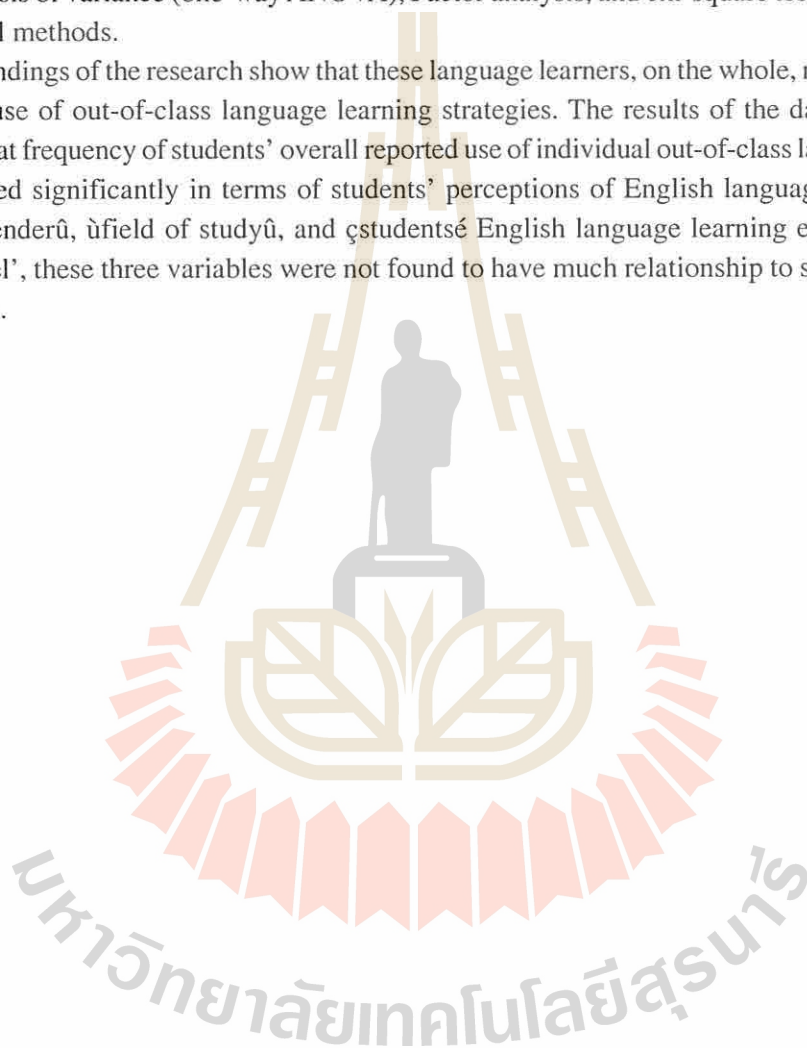 sis of variance (one-way ANOVA), Factor analysis, and chi-square
l methods.
ndings of the research show that these language learners, on the whole,
use of out-of-class language learning strategies. The results of the
at frequency of students' overall reported use of individual out-of-class
ed significantly in terms of students' perceptions of English
enderû, ùfield of studyû, and çstudentsé English language learning
el', these three variables were not found to have much relationship to
.
มหาวิทยาลัยเทคโนโลยีสุรนารี